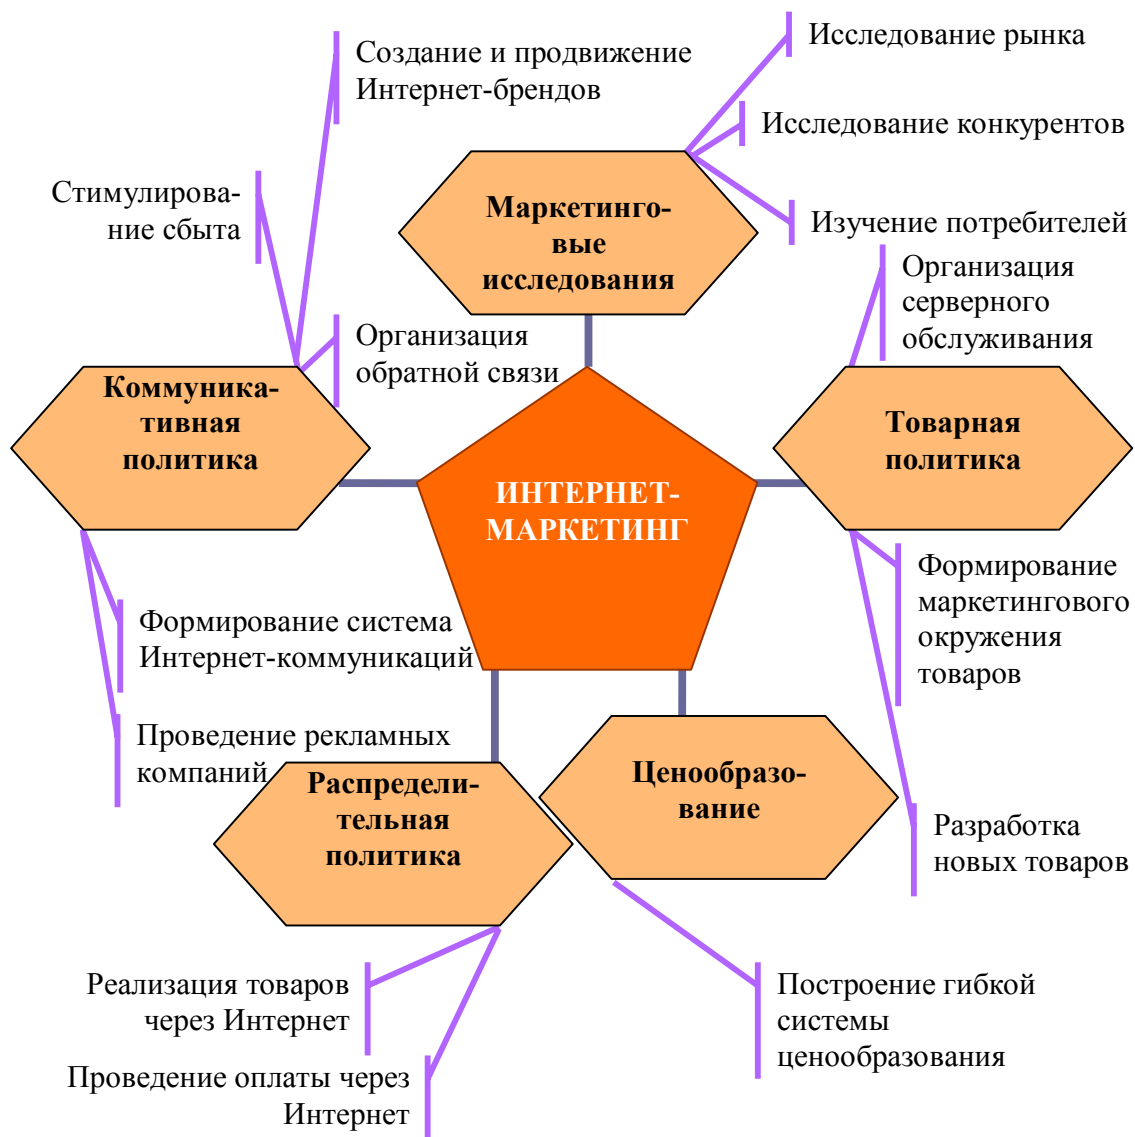 Создание и продвижение
Интернет-брендов
Исследование рынка
Исследование конкурентов
Изучение потребителей
Стимулирова-
ние сбыта
Маркетинго-
вые
исследования
Организация
серверного
обслуживания
Организация
обратной связи
Коммуника-
тивная
политика
Товарная
политика
ИНТЕРНЕТ-
МАРКЕТИНГ
Формирование
маркетингового
окружения
товаров
Формирование система
Интернет-коммуникаций
Проведение рекламных
компаний
Распредели-
тельная
политика
Ценообразо-
вание
Разработка
новых товаров
Реализация товаров
через Интернет
Построение гибкой
системы
ценообразования
Проведение оплаты через
Интернет